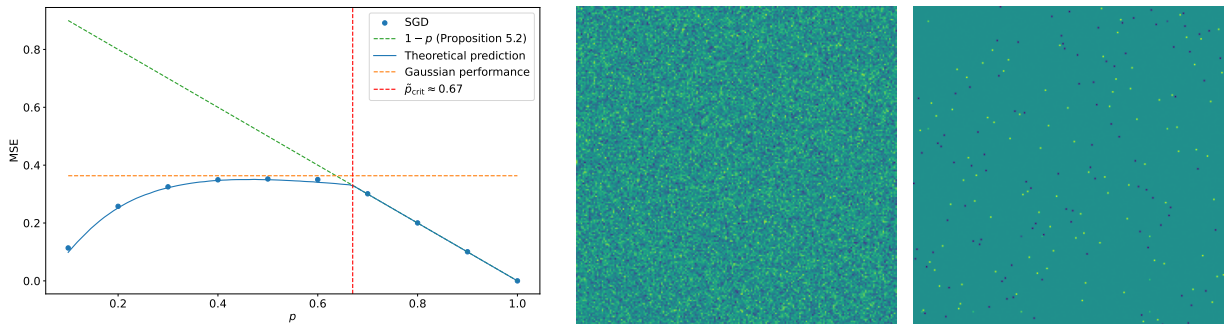 SGD
1 − p (Proposition 5.2)
Theoretical prediction
Gaussian performance
p̃crit ≈ 0.67
MSE
0.8
0.6
0.4
0.2
0.0
0.2
0.4
0.6
0.8
1.0
p